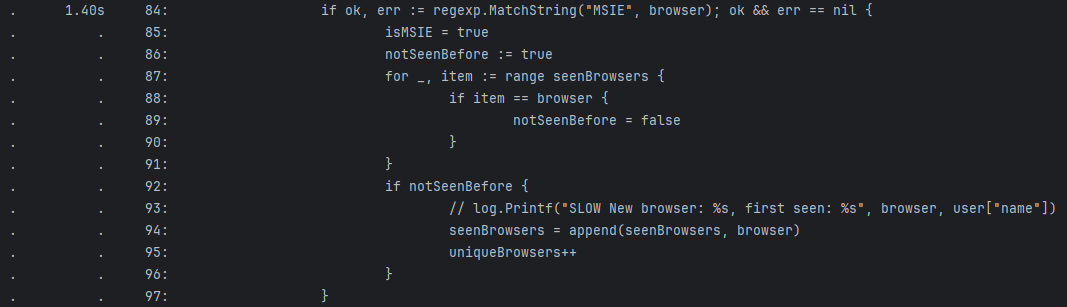 .      1.40s     84:                   if ok, err := regexp.MatchString("MSIE", browser); ok && err == nil {
.          .     85:                           isMSIE = true
.          .     86:                           notSeenBefore := true
.          .     87:                           for _, item := range seenBrowsers {
.          .     88:                                   if item == browser {
.          .     89:                                           notSeenBefore = false
.          .     90:                                   }
.          .     91:                           }
.          .     92:                           if notSeenBefore {
.          .     93:                                   // log.Printf("SLOW New browser: %s, first seen: %s", browser, user["name"])
.          .     94:                                   seenBrowsers = append(seenBrowsers, browser)
.          .     95:                                   uniqueBrowsers++
.          .     96:                           }
.          .     97:                   }